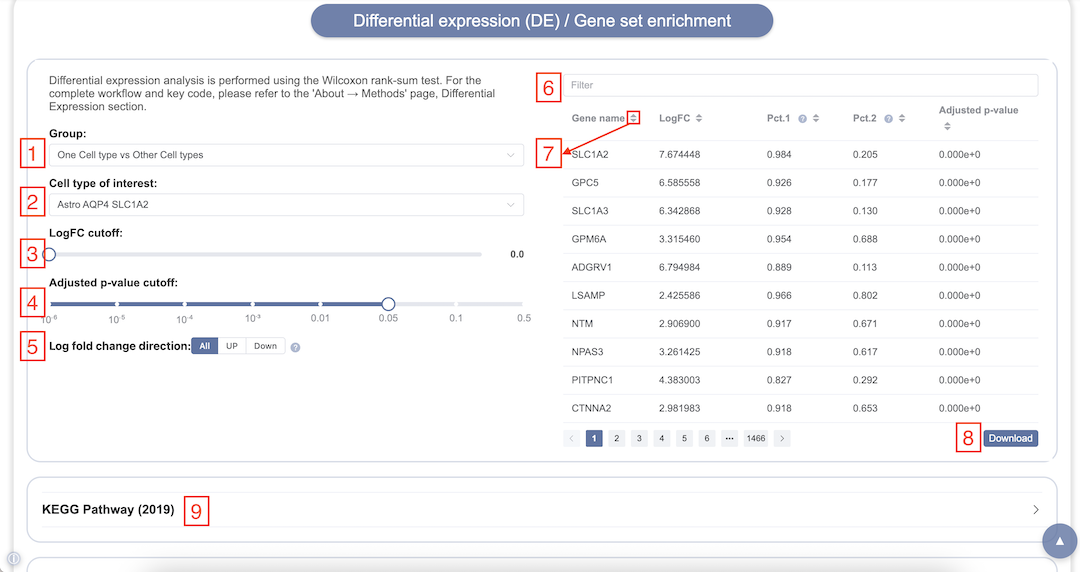 Differential expression (DE) / Gene set enrichment
Differential expression analysis is performed using the Wilcoxon rank-sum test. For the
complete workflow and key code, please refer to the 'About → Methods' page, Differential
Expression section.
Group:
1 One Cell type vs Other Cell types
Cell type of interest:
2 Astro AQP4 SLC1A2
LogFC cutoff:
3 0.0
Adjusted p-value cutoff:
4
10⁻⁶ 10⁻⁵ 10⁻⁴ 10⁻³ 0.01 0.05 0.1 0.5
5 Log fold change direction: All UP Down ?
6 Filter
Gene name LogFC Pct.1 ? Pct.2 ? Adjusted p-value
7 SLC1A2 7.674448 0.984 0.205 0.000e+0
GPC5 6.585558 0.926 0.177 0.000e+0
SLC1A3 6.342868 0.928 0.130 0.000e+0
GPM6A 3.315460 0.954 0.688 0.000e+0
ADGRV1 6.794984 0.889 0.113 0.000e+0
LSAMP 2.425586 0.966 0.802 0.000e+0
NTM 2.906900 0.917 0.671 0.000e+0
NPAS3 3.261425 0.918 0.617 0.000e+0
PITPNC1 4.383003 0.827 0.292 0.000e+0
CTNNA2 2.981983 0.918 0.653 0.000e+0
< 1 2 3 4 5 6 ••• 1466 > 8 Download
KEGG Pathway (2019) 9